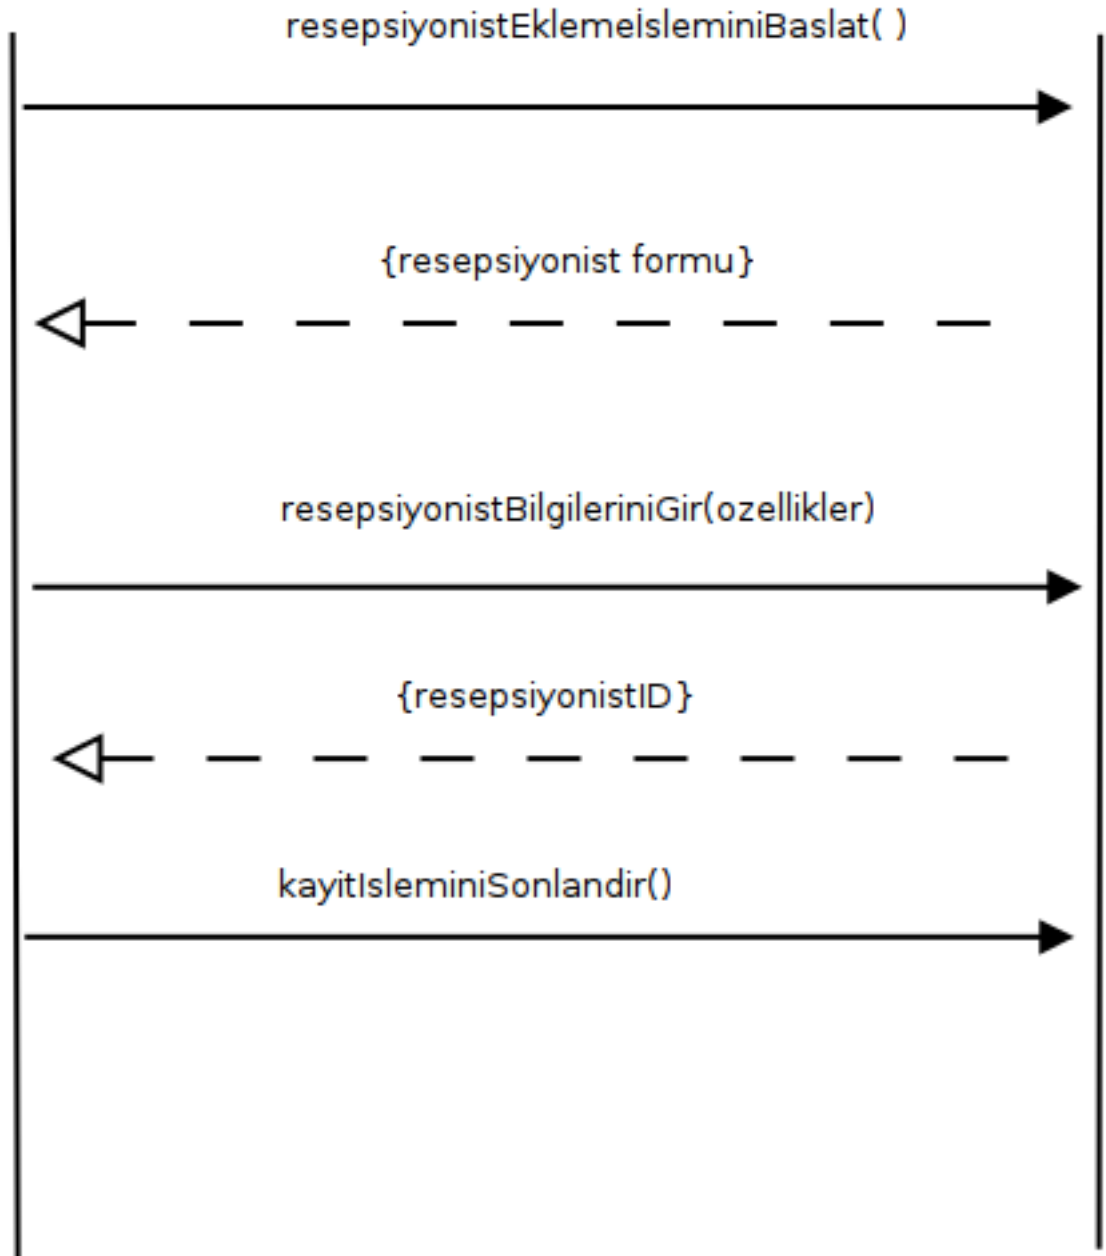 resepsiyonistEklemeİsleminiBaslat( )
{resepsiyonist formu}
resepsiyonistBilgileriniGir(ozellikler)
{resepsiyonistID}
kayitIsleminiSonlandir()